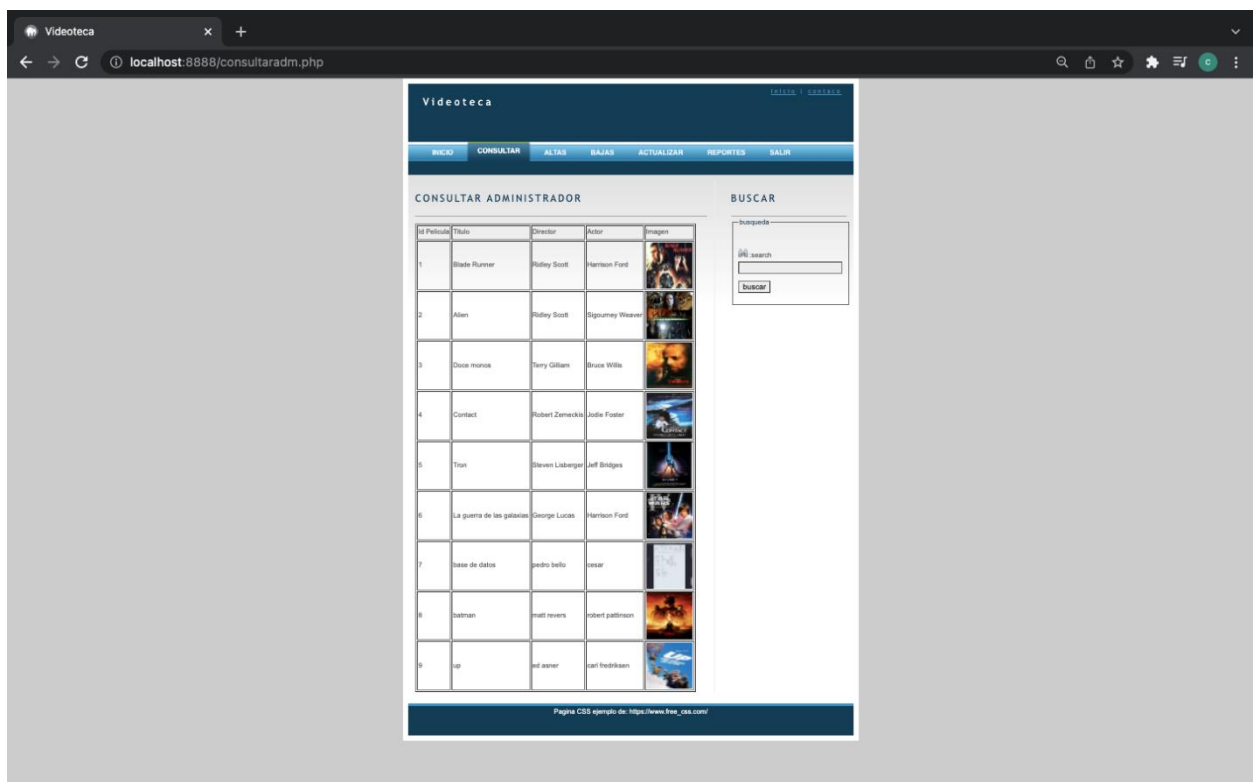 Videoteca
localhost:8888/consultaradm.php
C
Videoteca
inicio | contaco
INICIO CONSULTAR ALTAS BAJAS ACTUALIZAR REPORTES SALIR
CONSULTAR ADMINISTRADOR
BUSCAR
busqueda
:search
buscar
Id Pelicula Titulo Director Actor Imagen
1 Blade Runner Ridley Scott Harrison Ford
2 Alien Ridley Scott Sigourney Weaver
3 Doce monos Terry Gilliam Bruce Willis
4 Contact Robert Zemeckis Jodie Foster
5 Tron Steven Lisberger Jeff Bridges
6 La guerra de las galaxias George Lucas Harrison Ford
7 base de datos pedro bello cesar
8 batman matt revers robert pattinson
9 up ed asner carl fredriksen
Pagina CSS ejemplo de: https://www.free_css.com/